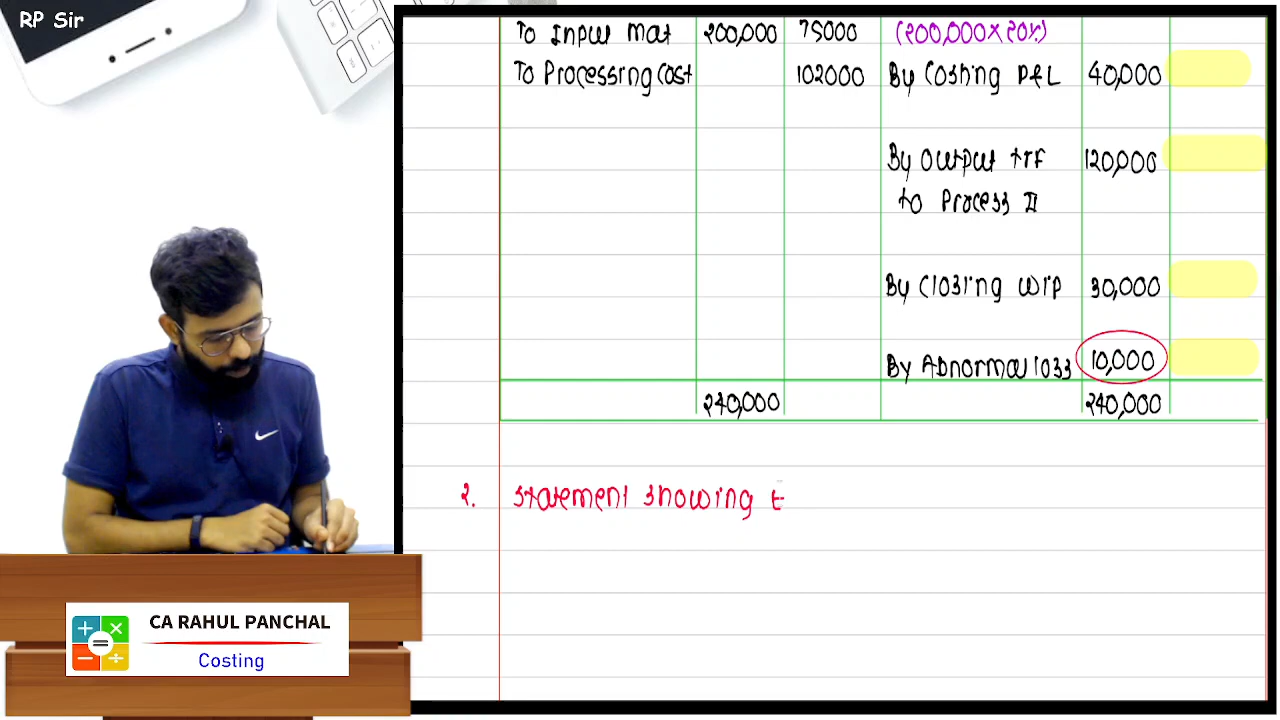 RP Sir
To Input mat 200,000 75000 (200,000×20%)
To Processing Cost 102000 By Costing P&L 40,000
By Output trf 120,000
to Process II
By Closing WIP 30,000
By Abnormal loss 10,000
240,000 240,000
2. Statement showing E
CA RAHUL PANCHAL
Costing